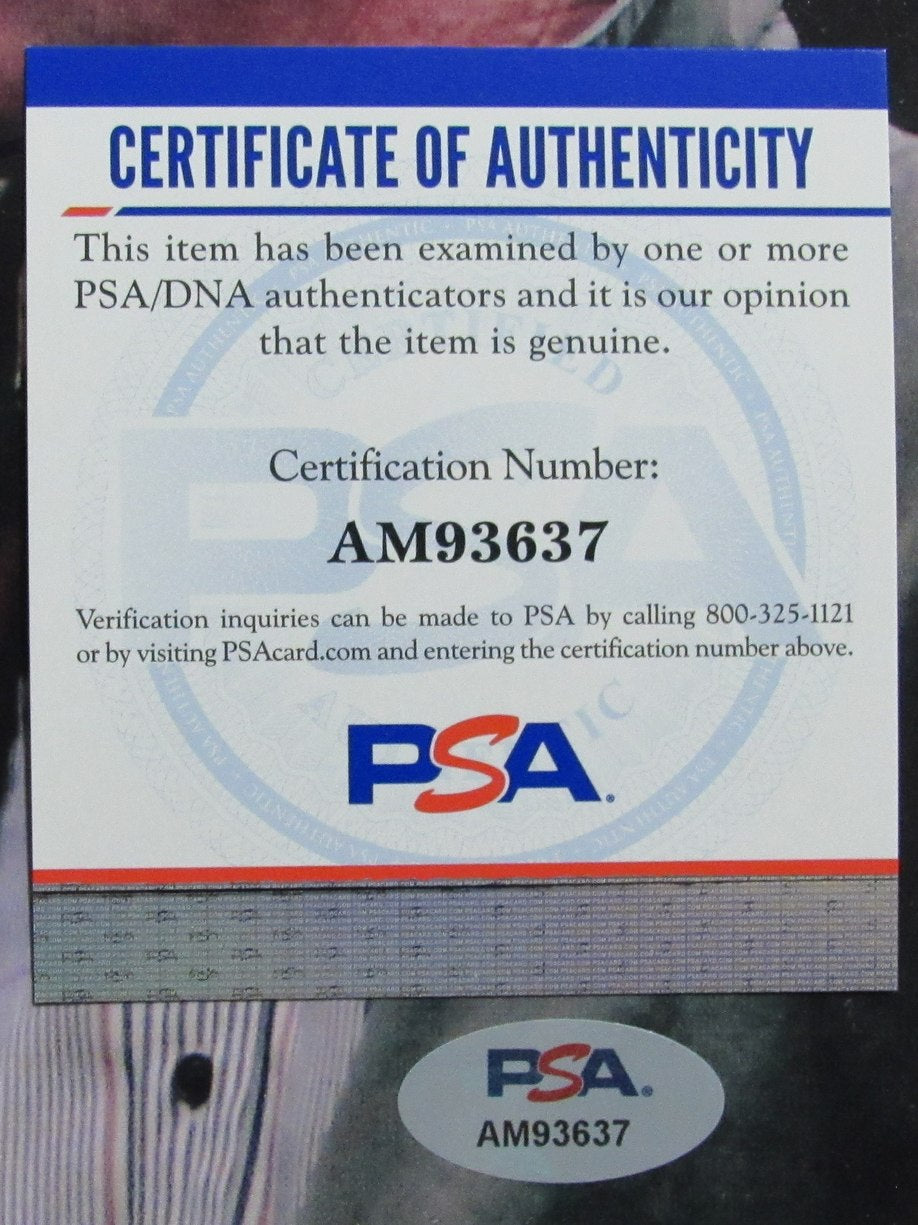 CERTIFICATE OF AUTHENTICITY
This item has been examined by one or more
PSA/DNA authenticators and it is our opinion
that the item is genuine.
Certification Number:
AM93637
Verification inquiries can be made to PSA by calling 800-325-1121
or by visiting PSAcard.com and entering the certification number above.
PSA®
PSA®
AM93637